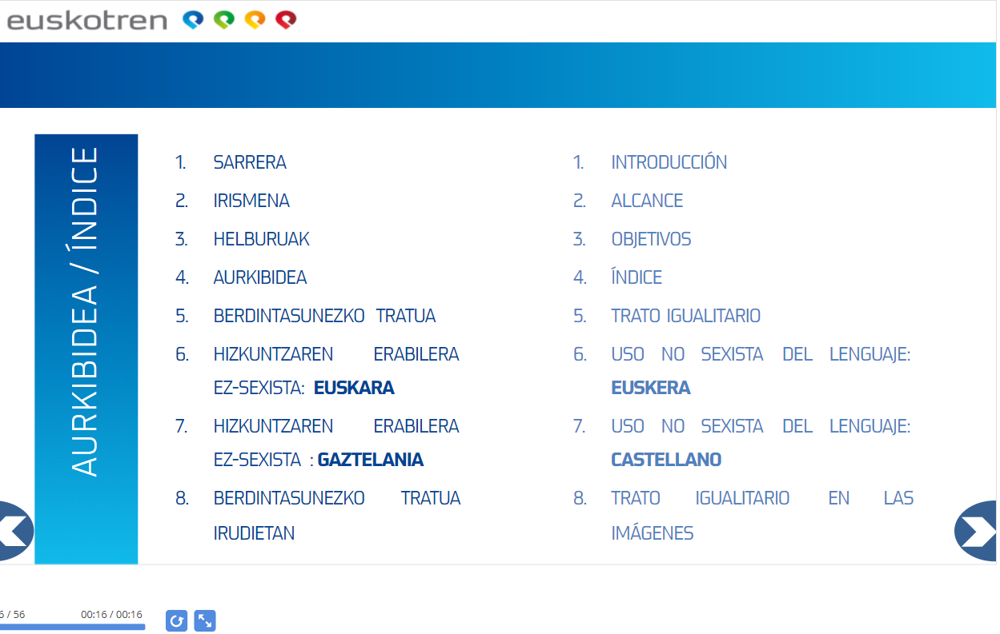 euskotren
AURKIBIDEA / ÍNDICE
1. SARRERA
2. IRISMENA
3. HELBURUAK
4. AURKIBIDEA
5. BERDINTASUNEZKO TRATUA
6. HIZKUNTZAREN ERABILERA
EZ-SEXISTA: EUSKARA
7. HIZKUNTZAREN ERABILERA
EZ-SEXISTA : GAZTELANIA
8. BERDINTASUNEZKO TRATUA
IRUDIETAN
1. INTRODUCCIÓN
2. ALCANCE
3. OBJETIVOS
4. ÍNDICE
5. TRATO IGUALITARIO
6. USO NO SEXISTA DEL LENGUAJE:
EUSKERA
7. USO NO SEXISTA DEL LENGUAJE:
CASTELLANO
8. TRATO IGUALITARIO EN LAS
IMÁGENES
/ 56
00:16 / 00:16